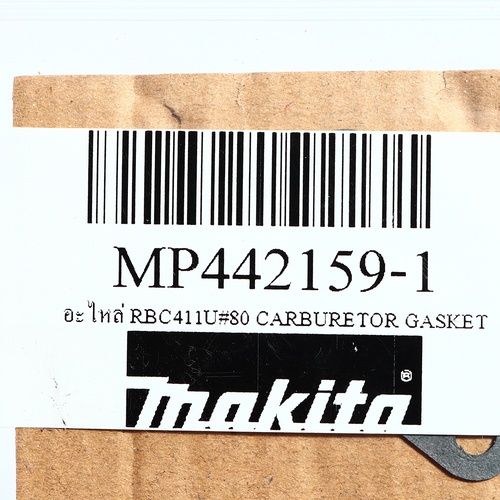 MP442159-1
อะไหล่ RBC411U#80 CARBURETOR GASKET
makita ®